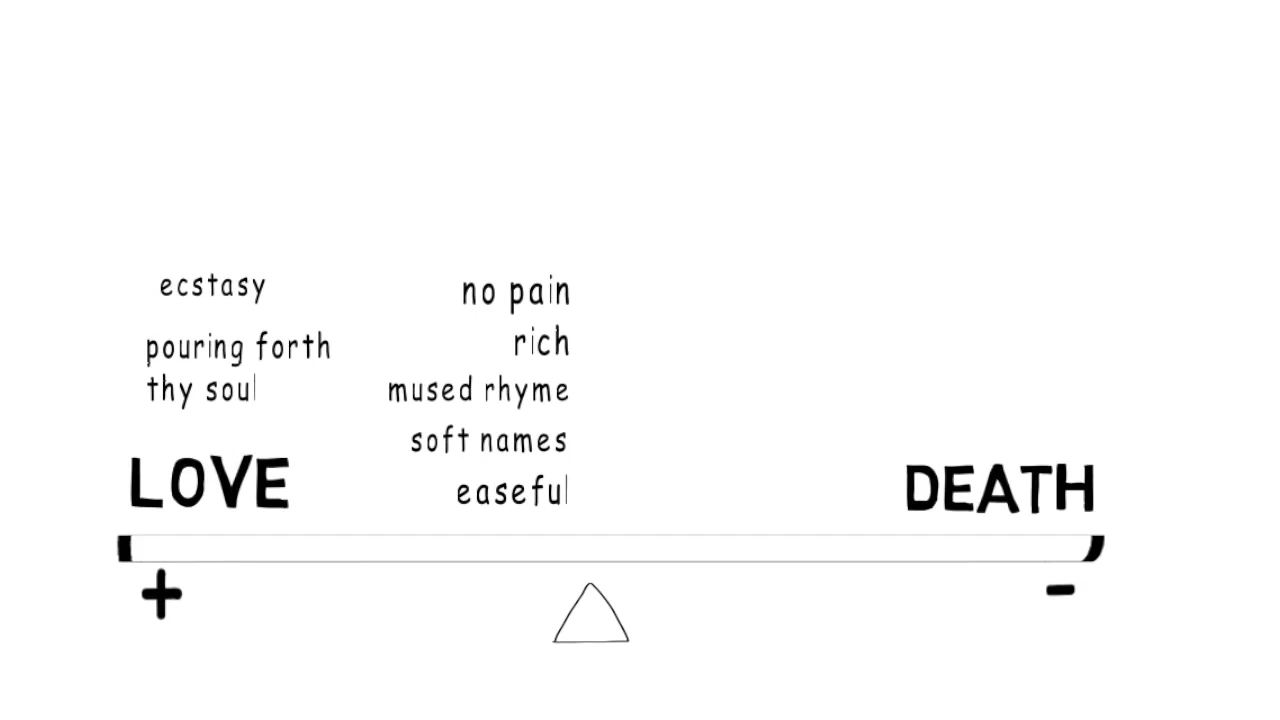 ecstasy
pouring forth
thy soul
no pain
rich
mused rhyme
soft names
easeful
LOVE
DEATH
+
-